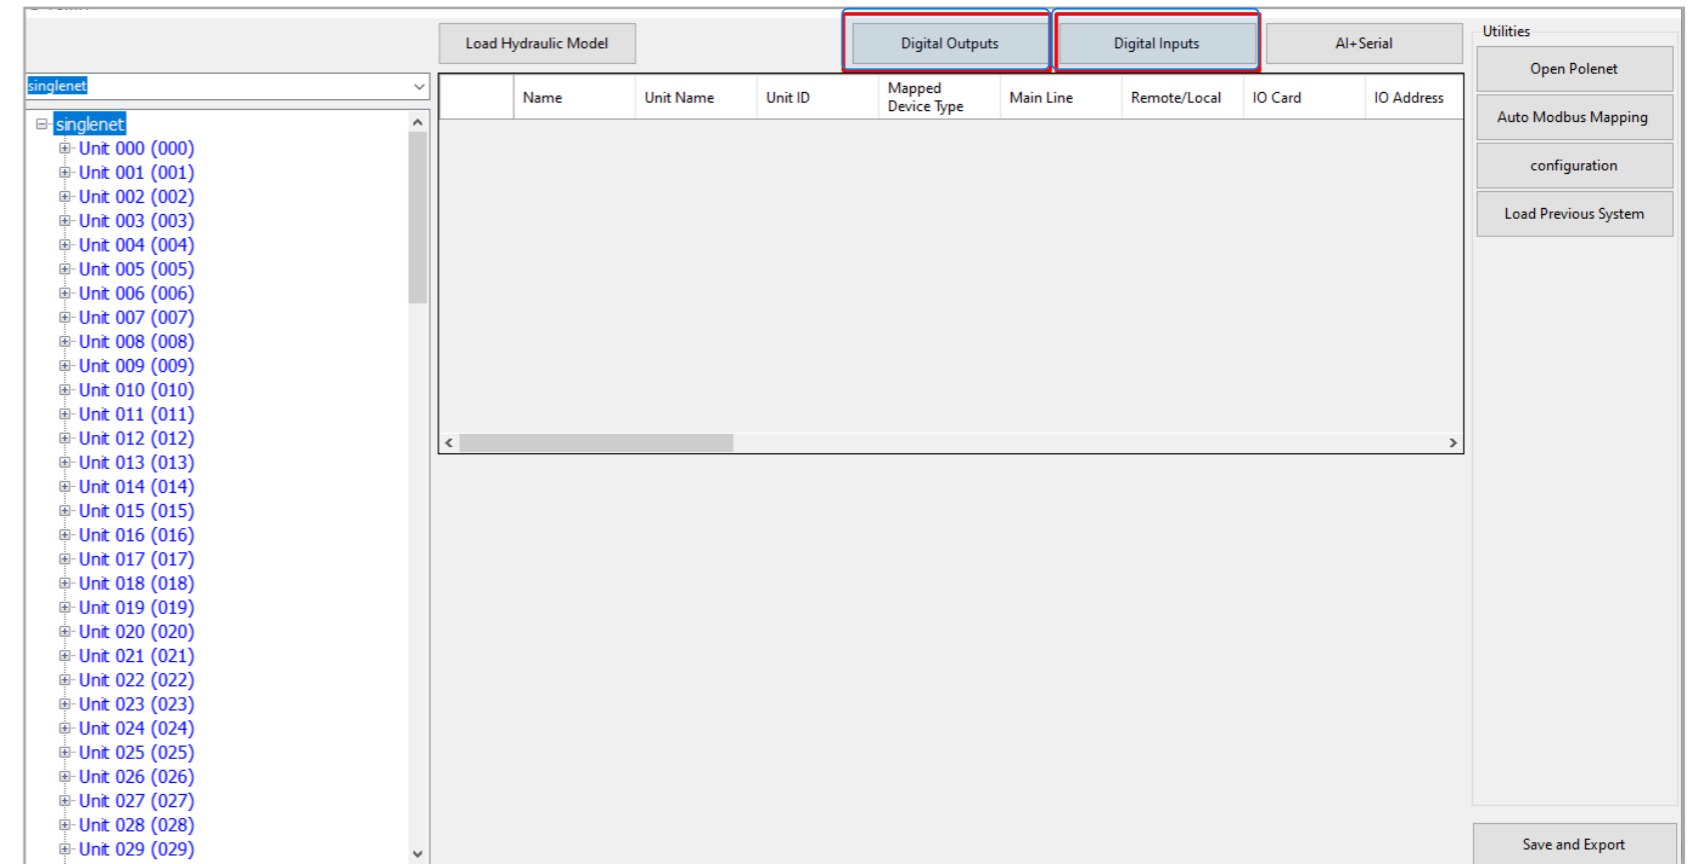 Load Hydraulic Model
Digital Outputs
Digital Inputs
AI+Serial
Utilities
Open Polenet
Auto Modbus Mapping
configuration
Load Previous System
singlenet
Name
Unit Name
Unit ID
Mapped
Device Type
Main Line
Remote/Local
IO Card
IO Address
singlenet
Unit 000 (000)
Unit 001 (001)
Unit 002 (002)
Unit 003 (003)
Unit 004 (004)
Unit 005 (005)
Unit 006 (006)
Unit 007 (007)
Unit 008 (008)
Unit 009 (009)
Unit 010 (010)
Unit 011 (011)
Unit 012 (012)
Unit 013 (013)
Unit 014 (014)
Unit 015 (015)
Unit 016 (016)
Unit 017 (017)
Unit 018 (018)
Unit 019 (019)
Unit 020 (020)
Unit 021 (021)
Unit 022 (022)
Unit 023 (023)
Unit 024 (024)
Unit 025 (025)
Unit 026 (026)
Unit 027 (027)
Unit 028 (028)
Unit 029 (029)
Save and Export